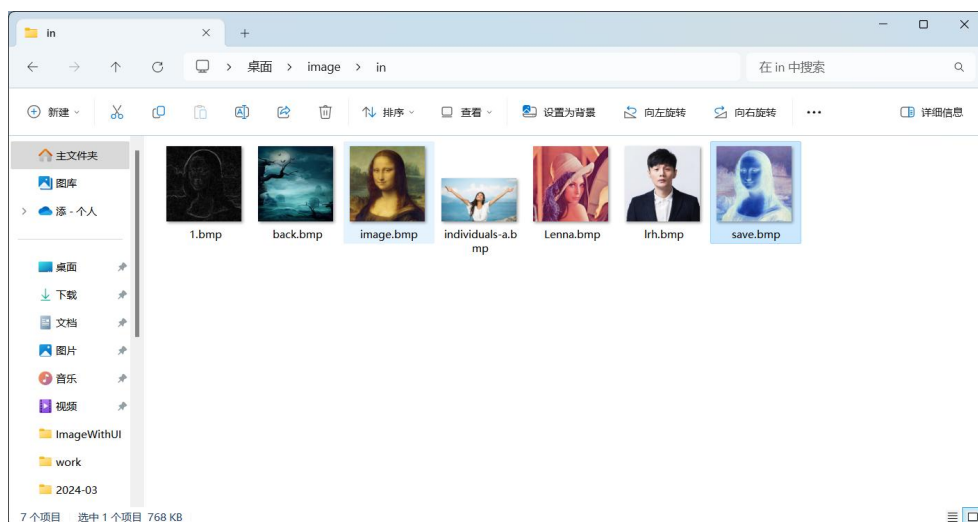 in
桌面 > image > in
在 in 中搜索
新建
排序
查看
设置为背景
向左旋转
向右旋转
详细信息
主文件夹
图库
添 - 个人
桌面
下载
文档
图片
音乐
视频
ImageWithUI
work
2024-03
1.bmp
back.bmp
image.bmp
individuals-a.b
mp
Lenna.bmp
lrh.bmp
save.bmp
7 个项目 选中 1 个项目 768 KB